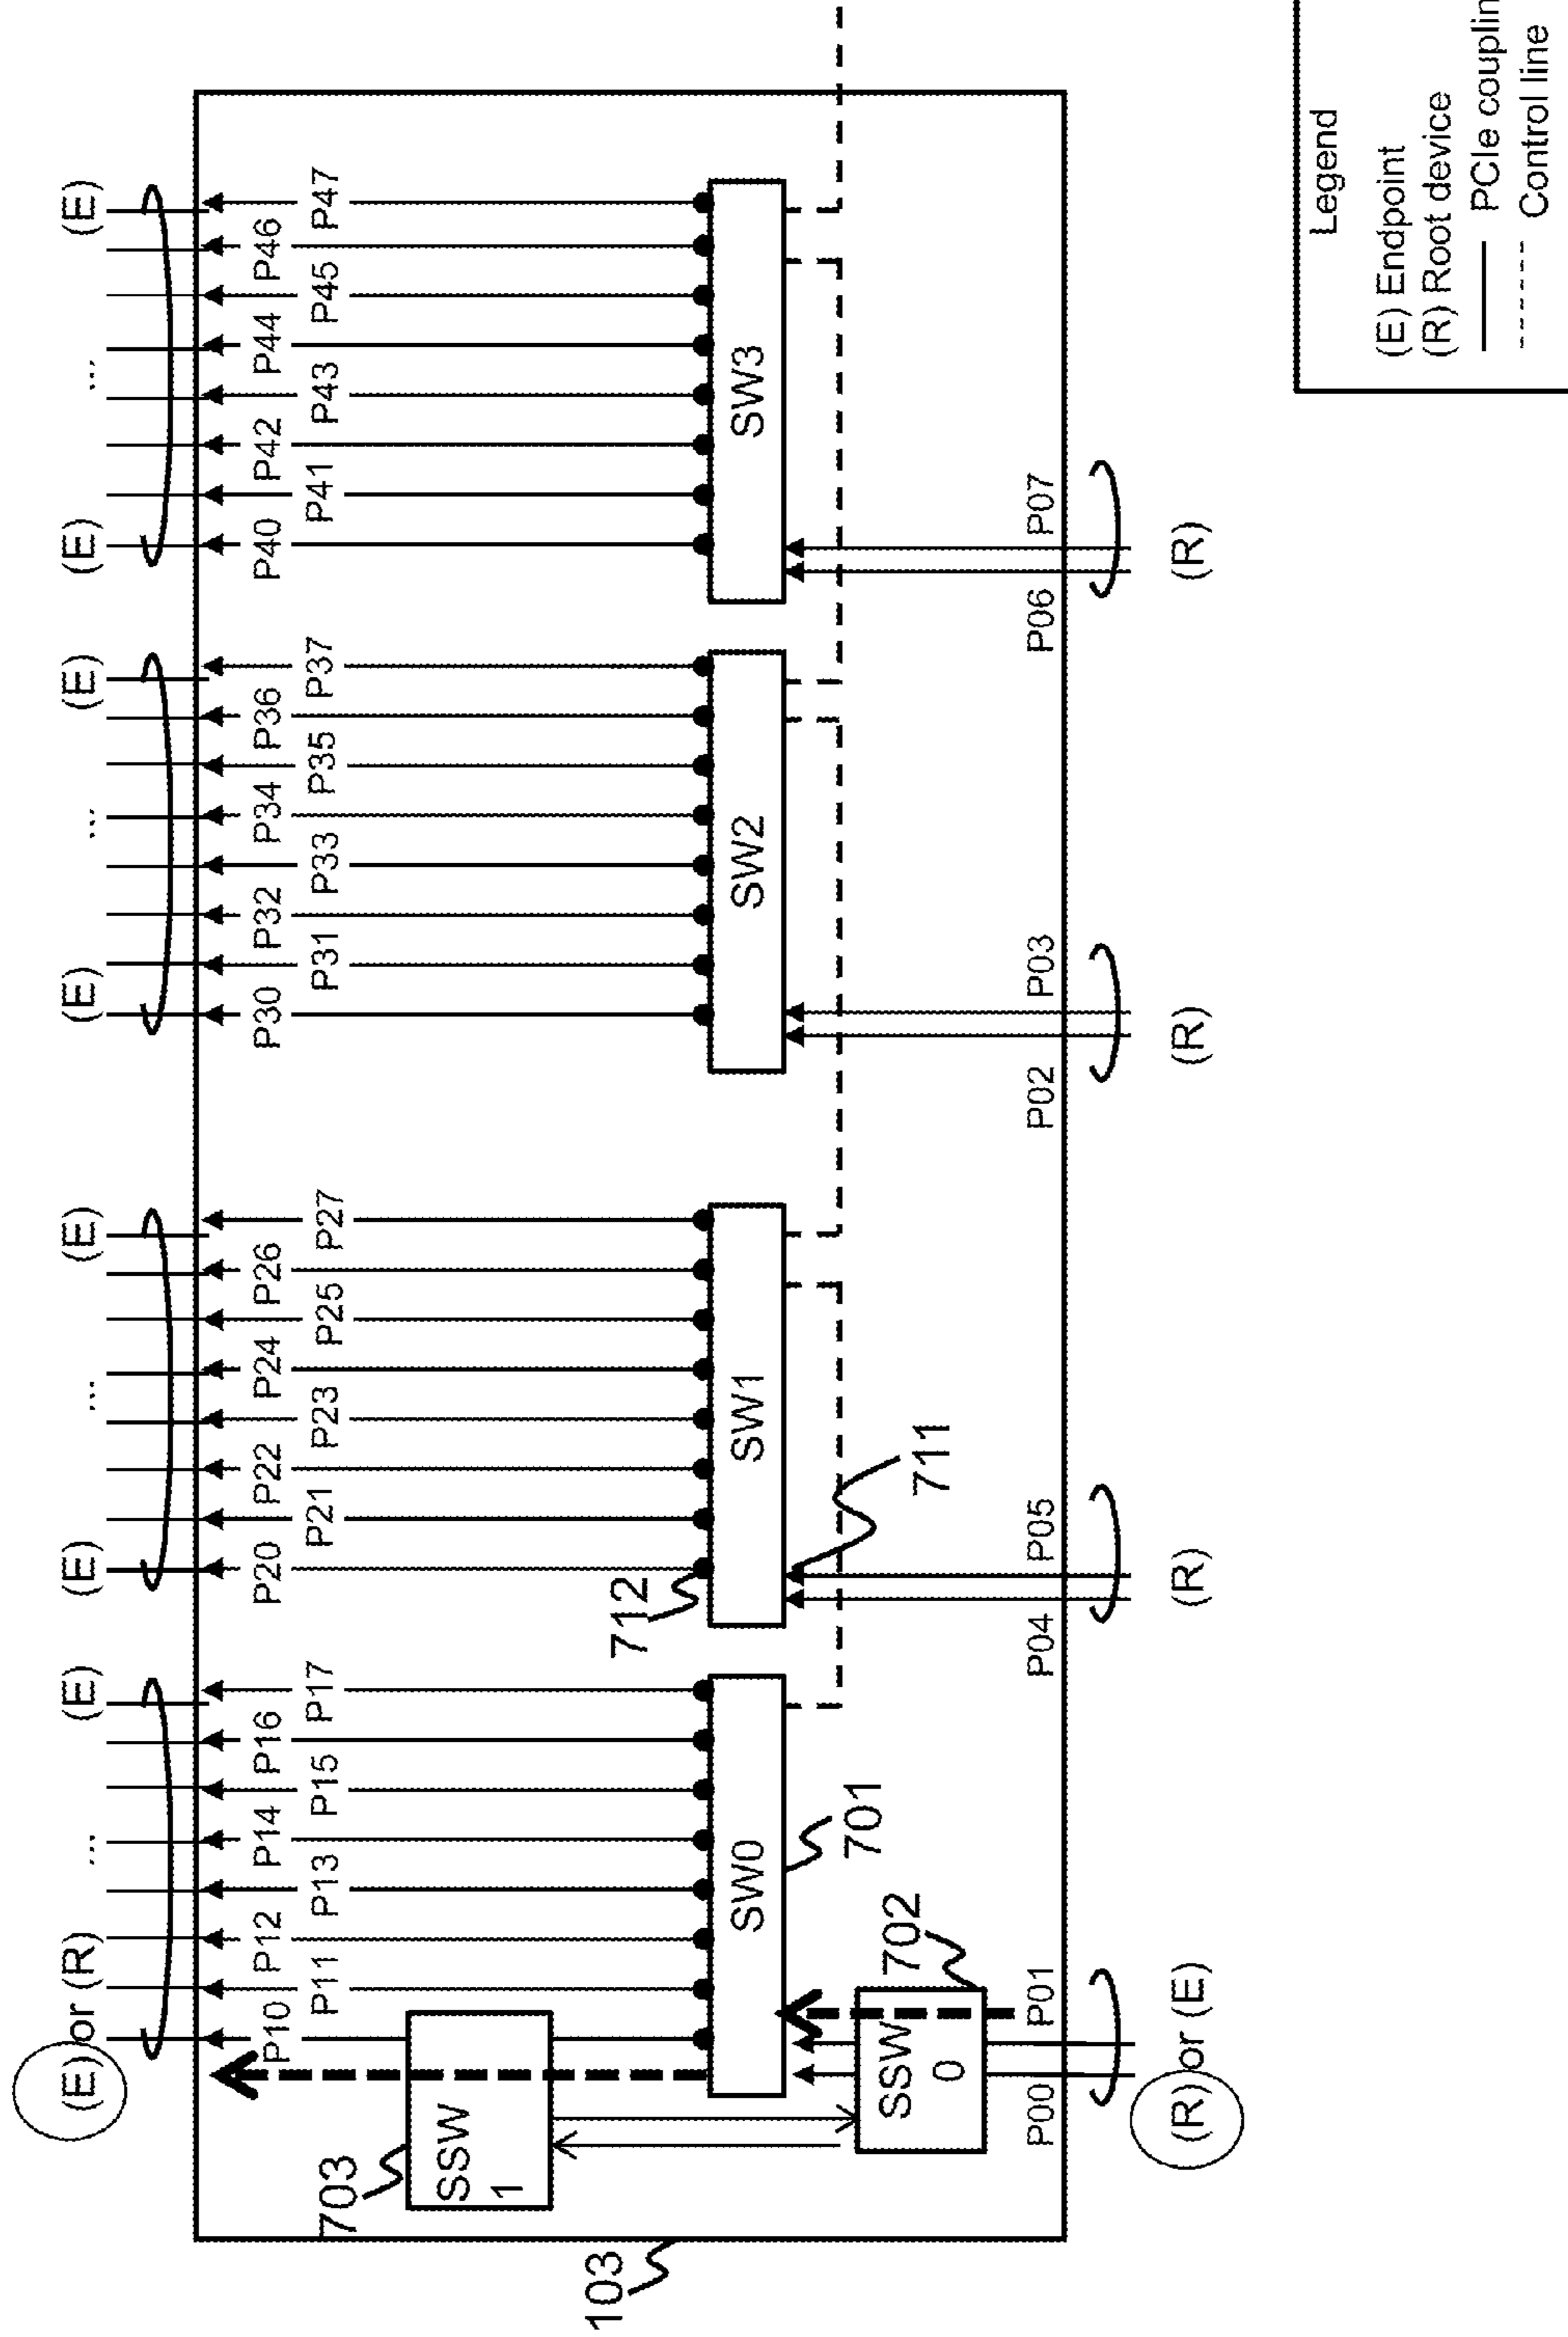 (E) or (R)
...
(E)
(E)
...
(E)
(E)
...
(E)
(E)
...
(E)
P10
P11
P12
P13
P14
P15
P16
P17
P20
P21
P22
P23
P24
P25
P26
P27
P30
P31
P32
P33
P34
P35
P36
P37
P40
P41
P42
P43
P44
P45
P46
P47
703
SSW
1
103
712
SW0
SW1
SW2
SW3
701
711
702
SSW
0
P00
P01
P04
P05
P02
P03
P06
P07
(R) or (E)
(R)
(R)
(R)
Legend
(E) Endpoint
(R) Root device
PCIe couplin
Control line